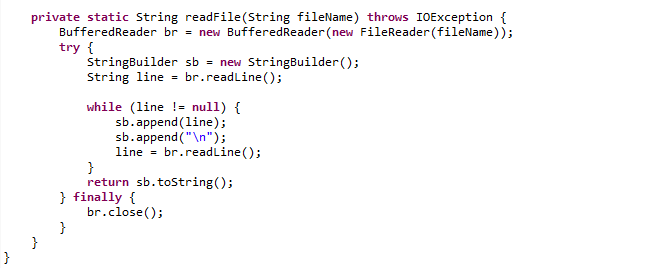 private static String readFile(String fileName) throws IOException {
BufferedReader br = new BufferedReader(new FileReader(fileName));
try {
StringBuilder sb = new StringBuilder();
String line = br.readLine();
while (line != null) {
sb.append(line);
sb.append("\n");
line = br.readLine();
}
return sb.toString();
} finally {
br.close();
}
}
}